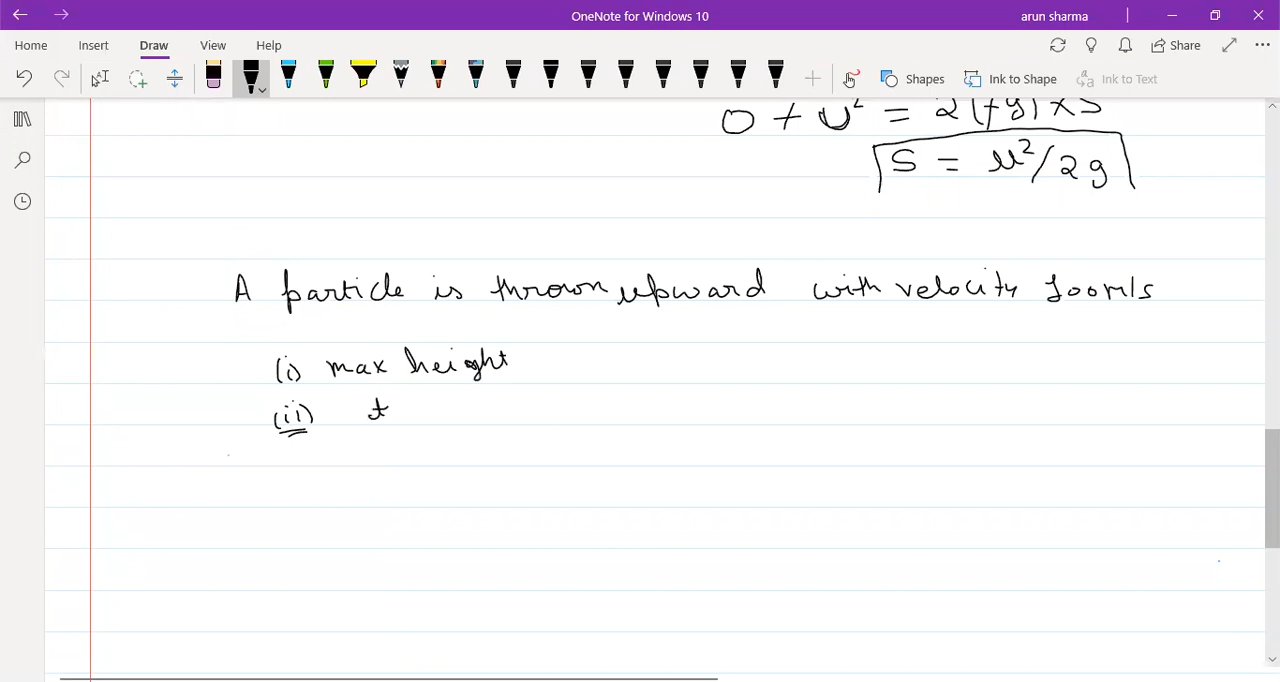 OneNote for Windows 10
arun sharma
Home Insert Draw View Help
Share
Shapes
Ink to Shape
Ink to Text
0 + u² = 2(+g) x S
S = u²/2g
A particle is thrown upward with velocity 100m/s
(i) max height
(ii) t